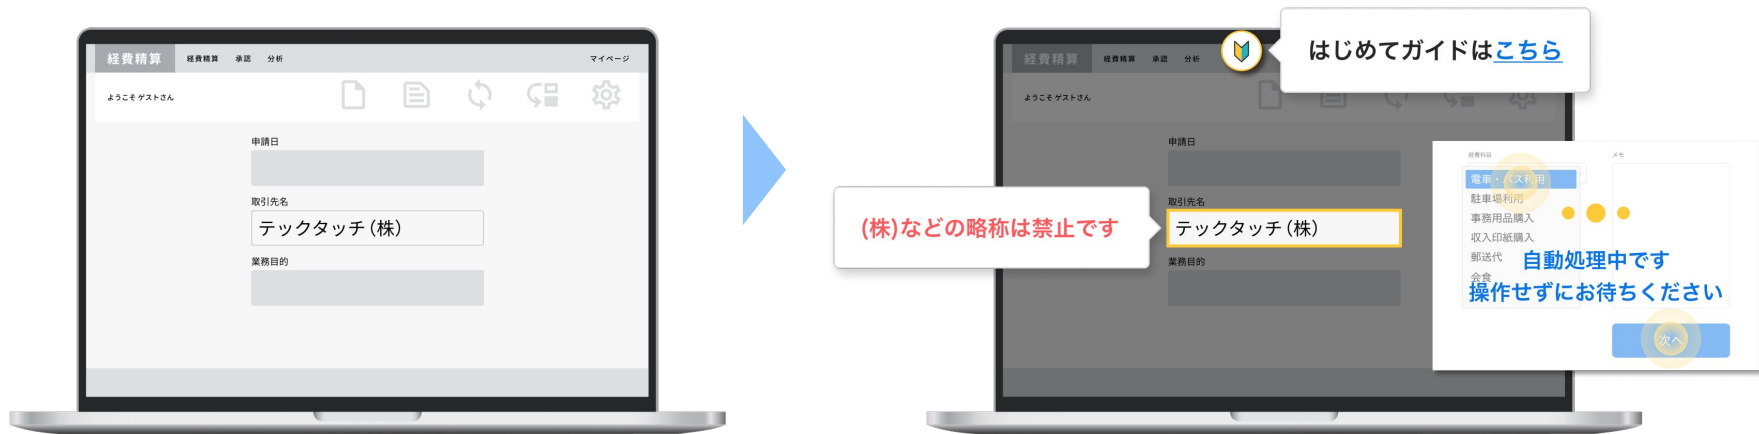 経費精算
経費精算 承認 分析
マイページ
ようこそ ゲストさん
申請日
取引先名
テックタッチ (株)
業務目的
経費精算
経費精算 承認 分析
はじめてガイドはこちら
ようこそ ゲストさん
申請日
取引先名
(株)などの略称は禁止です
テックタッチ (株)
業務目的
経費科目
メモ
電車・バス利用
駐車場利用
事務用品購入
収入印紙購入
郵送代
会食
自動処理中です
操作せずにお待ちください
次へ